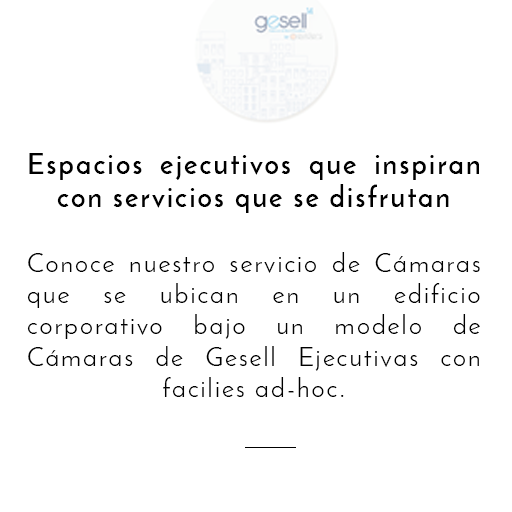 gesell
Espacios ejecutivos que inspiran
con servicios que se disfrutan
Conoce nuestro servicio de Cámaras
que se ubican en un edificio
corporativo bajo un modelo de
Cámaras de Gesell Ejecutivas con
facilies ad-hoc.